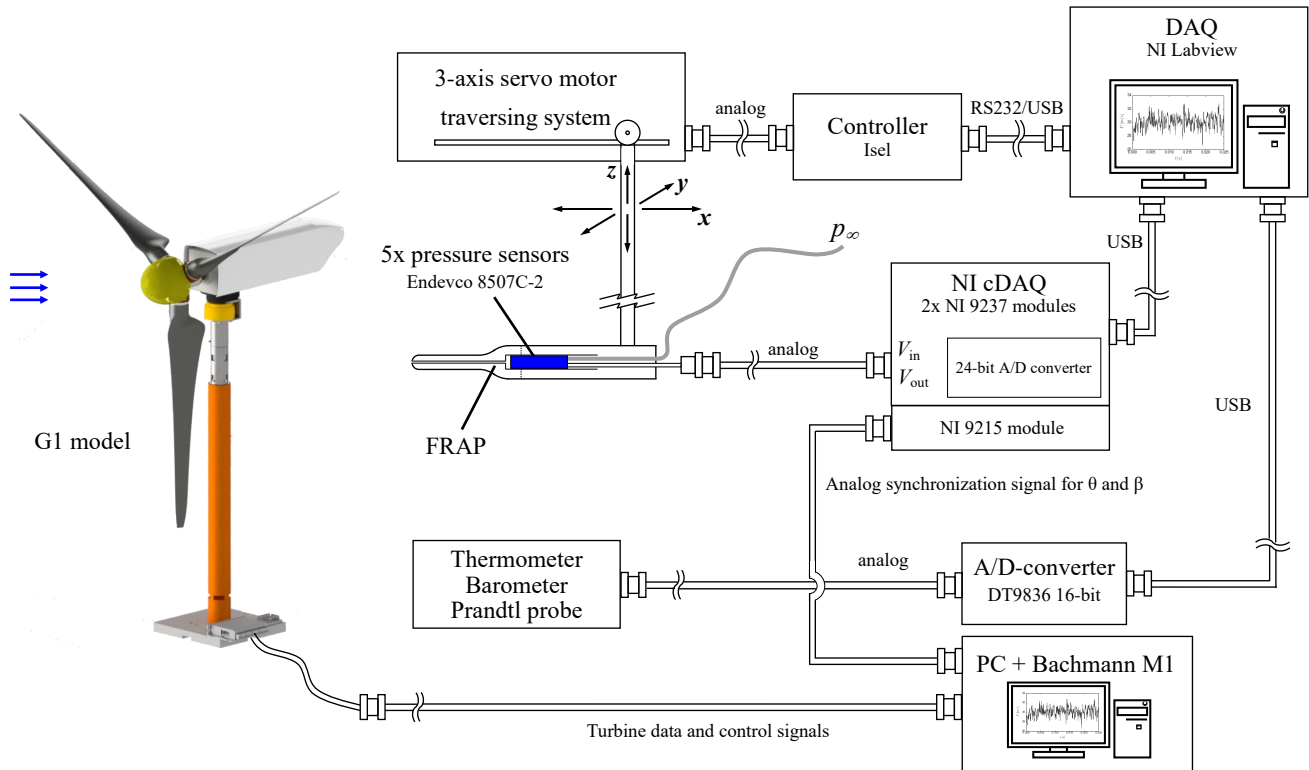 DAQ
NI Labview
3-axis servo motor
traversing system
analog
Controller
Isel
RS232/USB
z
y
x
USB
p∞
5x pressure sensors
Endevco 8507C-2
NI cDAQ
2x NI 9237 modules
analog
Vin
Vout
24-bit A/D converter
USB
NI 9215 module
FRAP
G1 model
Analog synchronization signal for θ and β
Thermometer
Barometer
Prandtl probe
analog
A/D-converter
DT9836 16-bit
PC + Bachmann M1
Turbine data and control signals